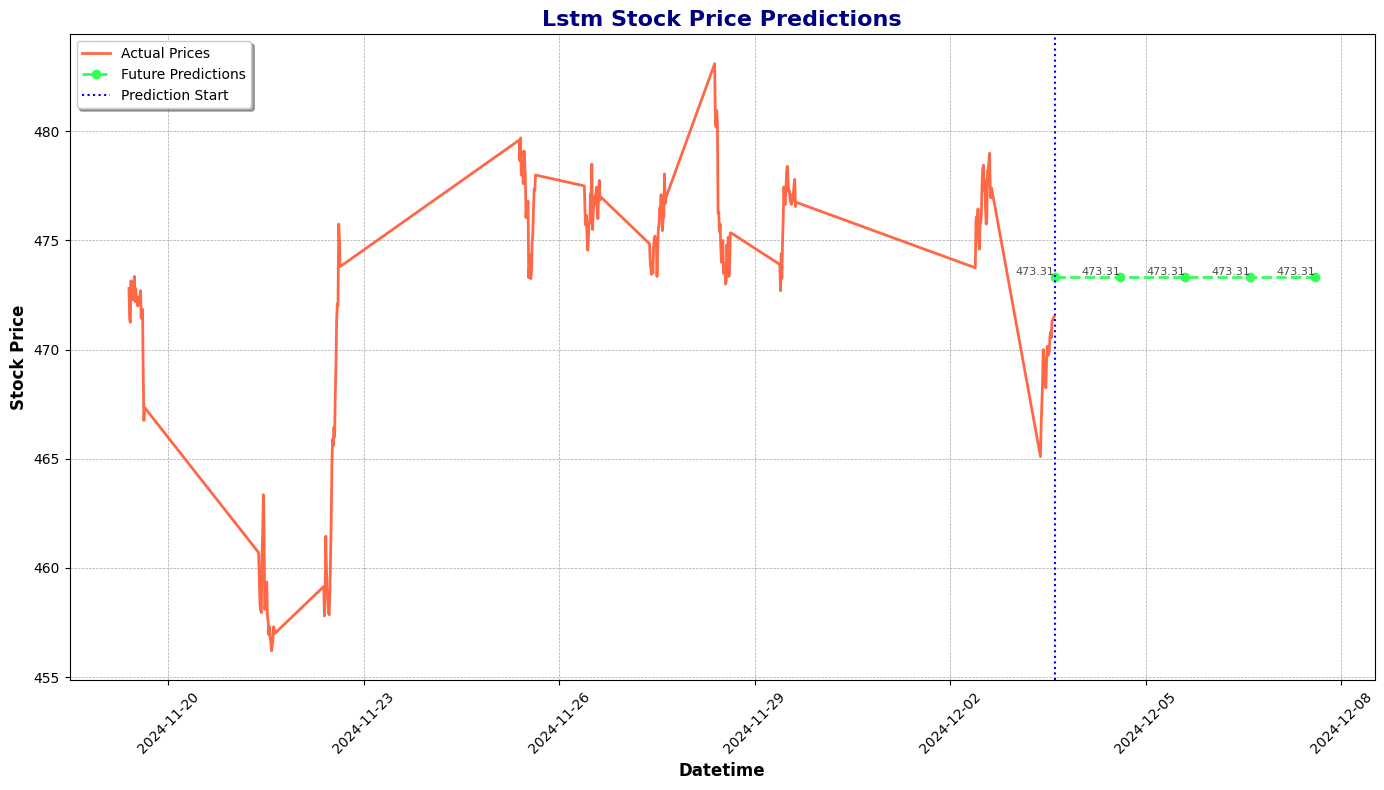 Lstm Stock Price Predictions
Actual Prices
Future Predictions
Prediction Start
Stock Price
480
475
470
465
460
455
473.31 473.31 473.31 473.31 473.31
2024-11-20 2024-11-23 2024-11-26 2024-11-29 2024-12-02 2024-12-05 2024-12-08
Datetime